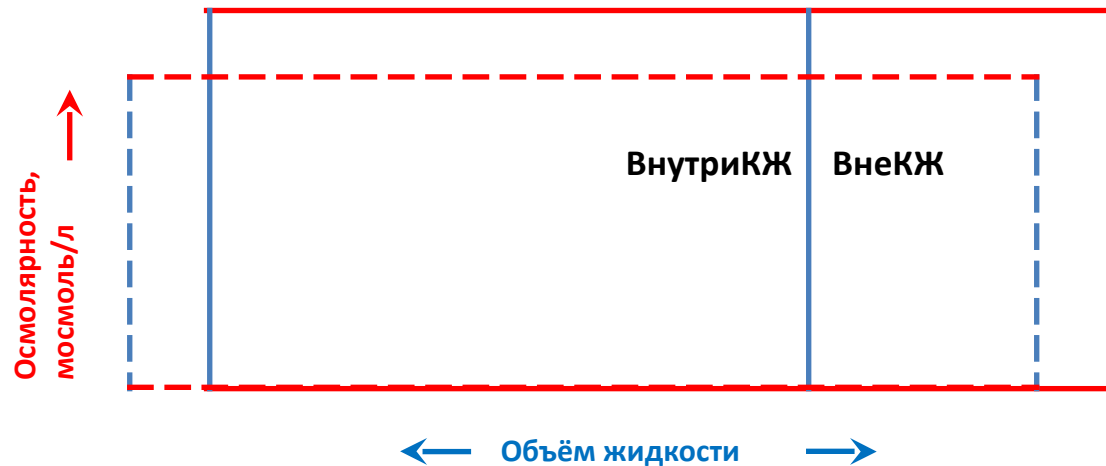 Осмолярность,
мосмоль/л
ВнутриКЖ
ВнеКЖ
Объём жидкости